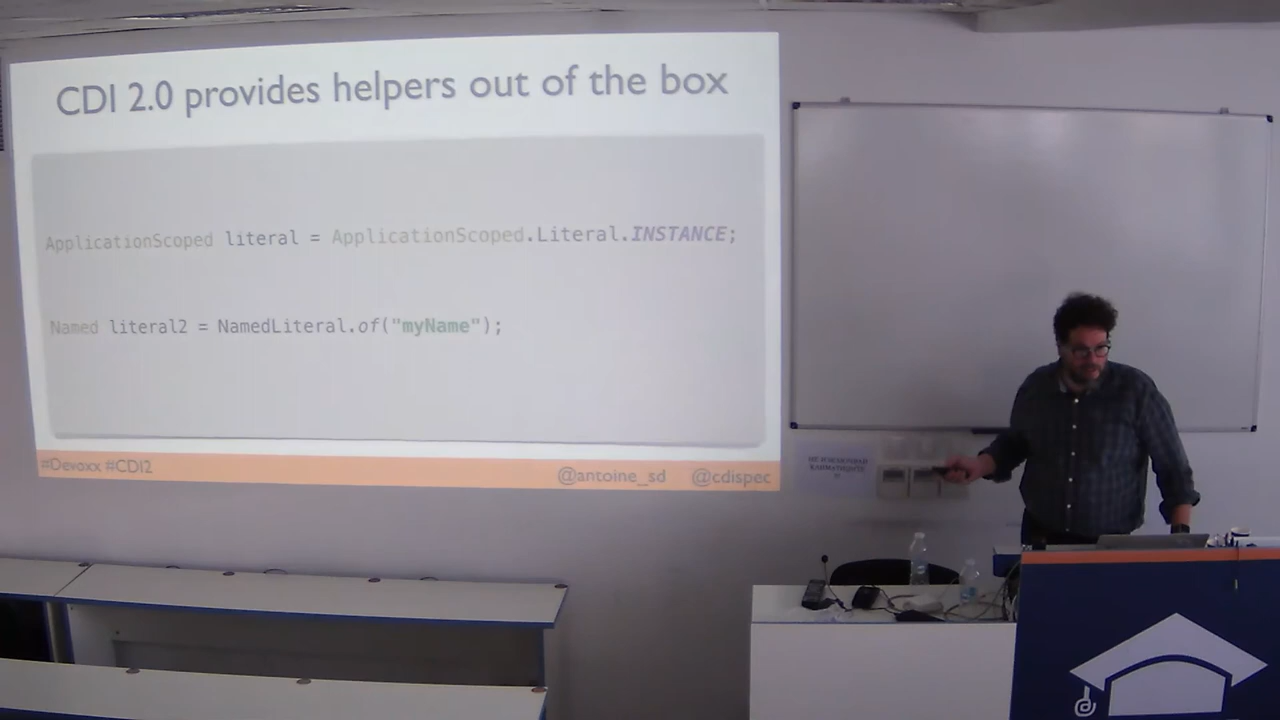 CDI 2.0 provides helpers out of the box
ApplicationScoped literal = ApplicationScoped.Literal.INSTANCE;
Named literal2 = NamedLiteral.of("myName");
#Devoxx #CDI2
@antoine_sd @cdispec